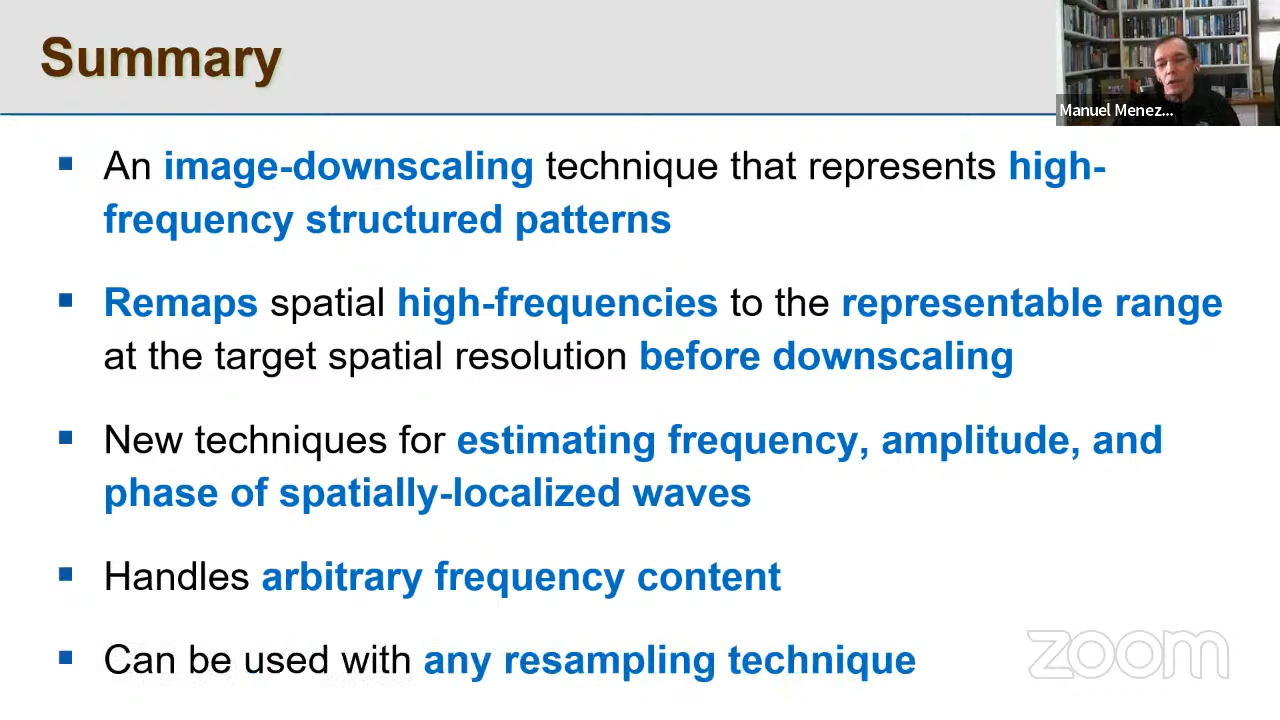 Summary
Manuel Menez...
▪ An image-downscaling technique that represents high-
frequency structured patterns
▪ Remaps spatial high-frequencies to the representable range
at the target spatial resolution before downscaling
▪ New techniques for estimating frequency, amplitude, and
phase of spatially-localized waves
▪ Handles arbitrary frequency content
▪ Can be used with any resampling technique
zoom